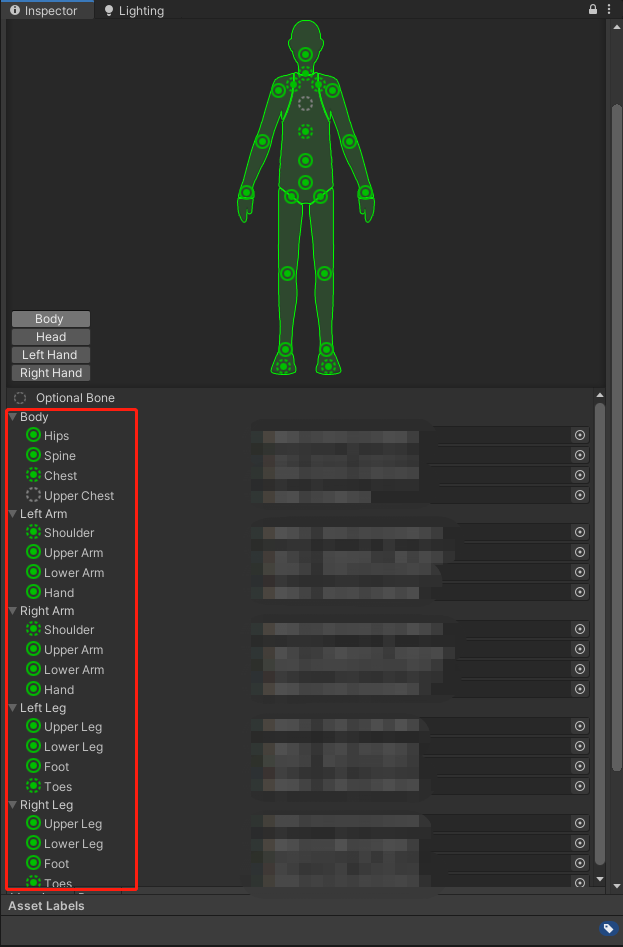 Inspector
Lighting
Body
Head
Left Hand
Right Hand
Optional Bone
Body
Hips
Spine
Chest
Upper Chest
Left Arm
Shoulder
Upper Arm
Lower Arm
Hand
Right Arm
Shoulder
Upper Arm
Lower Arm
Hand
Left Leg
Upper Leg
Lower Leg
Foot
Toes
Right Leg
Upper Leg
Lower Leg
Foot
Toes
Asset Labels